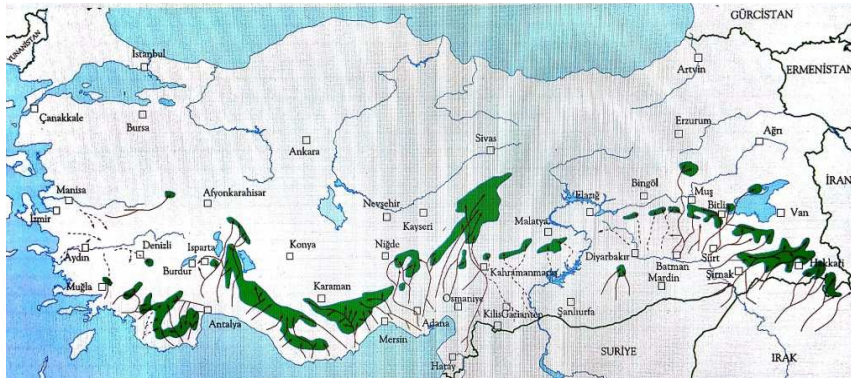 GÜRCİSTAN
YUNANİSTAN
İstanbul
Artvin
ERMENİSTAN
Çanakkale
Bursa
Erzurum
Ağrı
Ankara
Sivas
İRAN
Manisa
Afyonkarahisar
Nevşehir
Kayseri
Elazığ
Bingöl
Muş
Bitlis
Van
İzmir
Malatya
Aydın
Denizli
Isparta
Burdur
Konya
Niğde
Diyarbakır
Batman
Siirt
Hakkari
Muğla
Karaman
Kahramanmaraş
Mardin
Şırnak
Osmaniye
Antalya
Adana
Kilis
Gaziantep
Şanlıurfa
Mersin
Hatay
SURİYE
IRAK